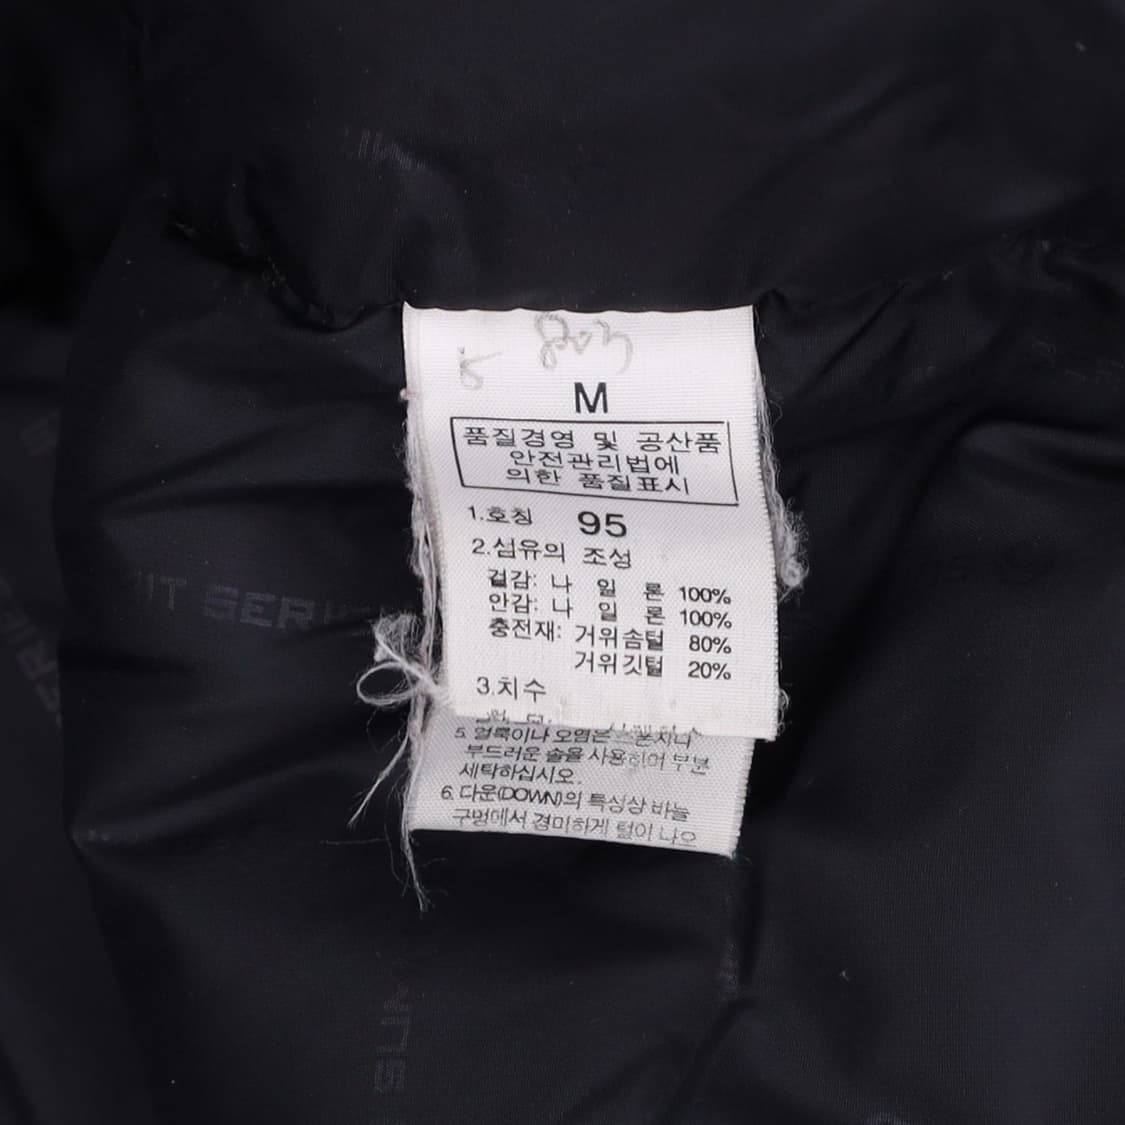 M
품질경영 및 공산품
안전관리법에
의한 품질표시
1.호칭 95
2.섬유의 조성
겉감: 나 일 론 100%
안감: 나 일 론 100%
충전재: 거위솜털 80%
거위깃털 20%
3.치수
5. 얼룩이나 오염은
부드러운 솔을 사용하여 부분
세탁하십시오.
6. 다운(DOWN)의 특성상 바늘
구멍에서 경미하게 털이 나오